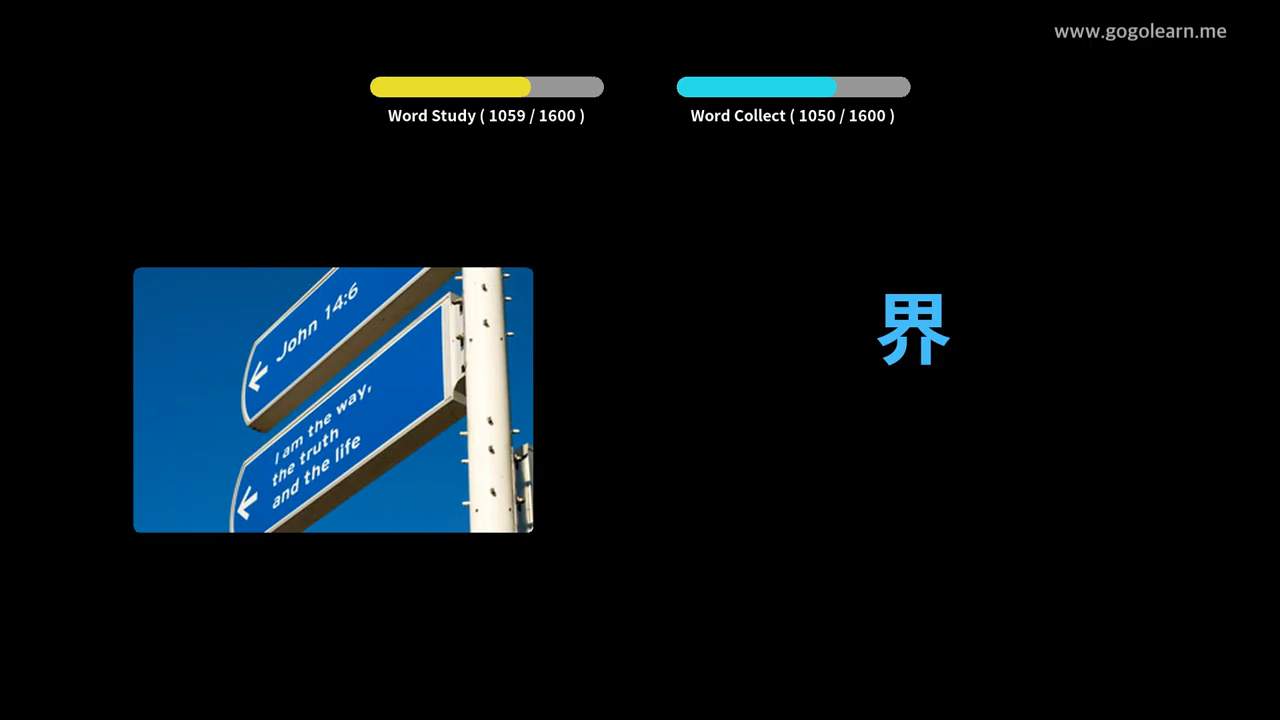 www.gogolearn.me
Word Study ( 1059 / 1600 )
Word Collect ( 1050 / 1600 )
John 14:6
I am the way,
the truth
and the life
界